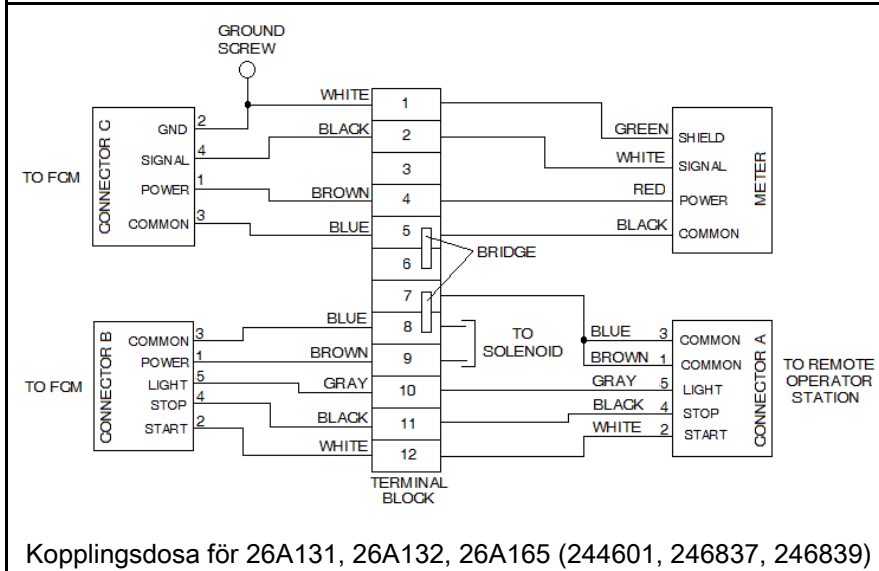 GROUND
SCREW
WHITE
1
GREEN
SHIELD
CONNECTOR C
GND
2
BLACK
2
WHITE
SIGNAL
METER
TO FCM
SIGNAL
4
3
RED
POWER
POWER
1
BROWN
4
BLACK
COMMON
COMMON
3
BLUE
5
BRIDGE
6
7
BLUE
8
TO
SOLENOID
BLUE
3
COMMON
CONNECTOR B
COMMON
3
BROWN
9
BROWN
1
COMMON
CONNECTOR A
TO FCM
POWER
1
GRAY
10
GRAY
5
LIGHT
TO REMOTE
OPERATOR
STATION
LIGHT
5
BLACK
11
BLACK
4
STOP
STOP
4
WHITE
12
WHITE
2
START
START
2
TERMINAL
BLOCK
Kopplingsdosa för 26A131, 26A132, 26A165 (244601, 246837, 246839)